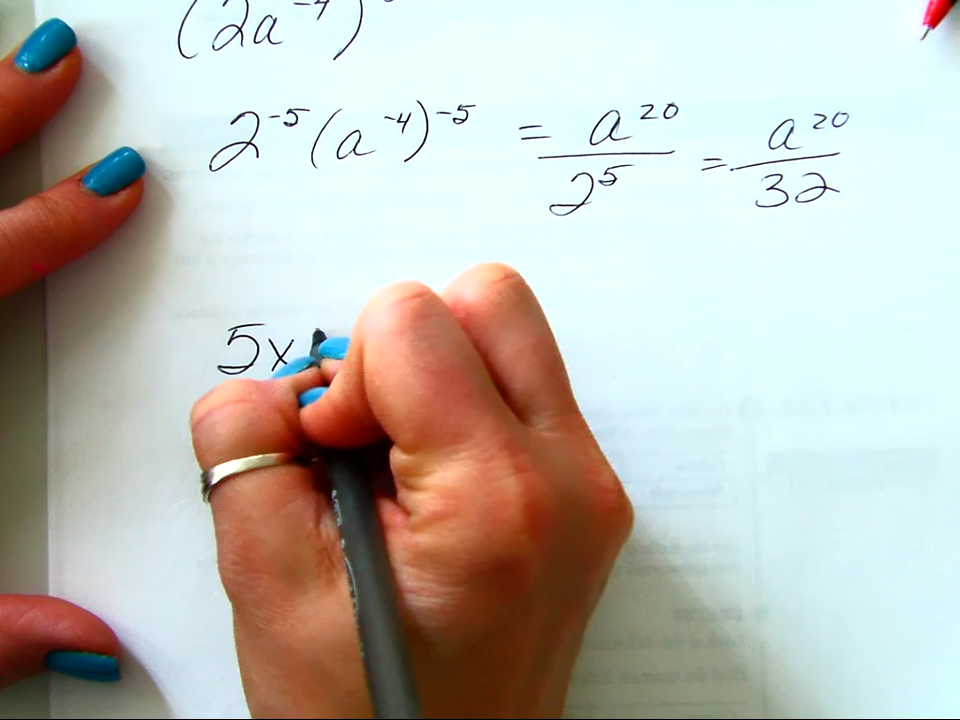 (2a⁻⁴)
2⁻⁵(a⁻⁴)⁻⁵ = a²⁰/2⁵ = a²⁰/32
5x